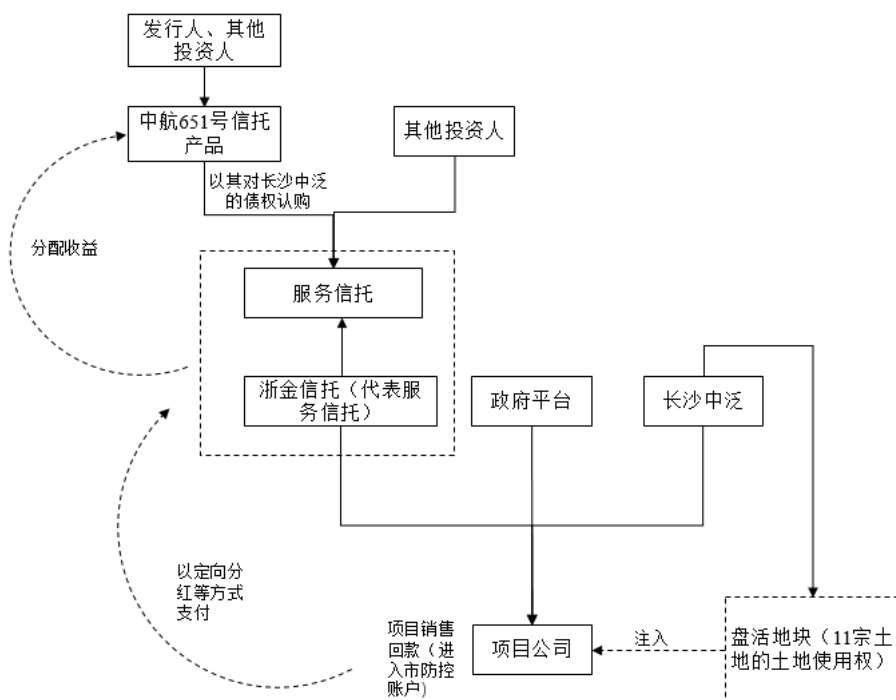 发行人、其他
投资人
中航651号信托
产品
其他投资人
以其对长沙中泛
的债权认购
分配收益
服务信托
浙金信托（代表服
务信托）
政府平台
长沙中泛
以定向分
红等方式
支付
项目销售
回款（进
入市防控
账户）
项目公司
注入
盘活地块（11宗土
地的土地使用权）